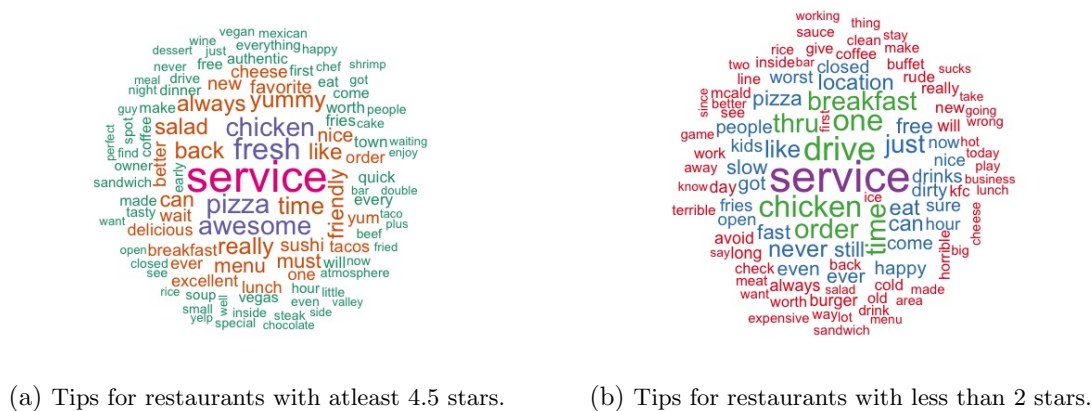 vegan mexican
wine just everything happy
dessert never free authentic shrimp
meal drive cheese first chef
night dinner new favorite eat got
guy make always yummy come
worth people
perfect spot coffee salad chicken nice fries cake
find better back fresh like town waiting
owner order enjoy
sandwich early service quick
bar double
made can pizza time friendly every
tasty wait yum taco
want delicious awesome beef plus
open breakfast really sushi tacos fried
closed ever menu must will now
see excellent lunch one atmosphere
rice soup well vegas hour little
small inside even valley
yelp special steak side
chocolate
(a) Tips for restaurants with atleast 4.5 stars.
working thing
sauce clean stay
rice give coffee make
two inside bar closed buffet
line worst location rude sucks
since mcald really take
better pizza breakfast new going
see first wrong
game people thru one free will
kids like drive just now hot
work nice today
away slow service drinks play
know day got dirty kfc business
lunch
terrible fries chicken ice eat sure
open order time can hour cheese
avoid fast come horrible big
say long never still
check even back happy
meat ever cold made
want always salad
worth burger old area
expensive way lot drink menu
sandwich
(b) Tips for restaurants with less than 2 stars.